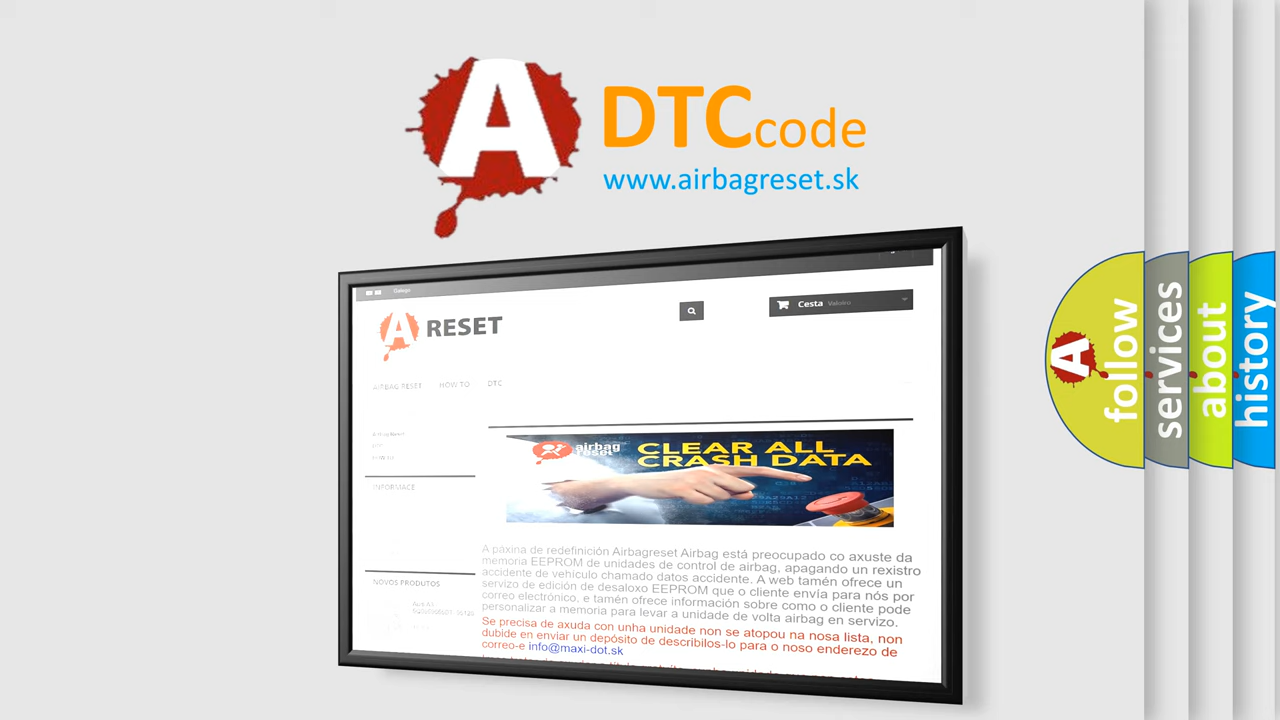 A
DTCcode
www.airbagreset.sk
Galego
A RESET
Cesta Valeiro
AIRBAG RESET HOW TO DTC
INFORMACE
NOVOS PRODUTOS
airbag
reset
CLEAR ALL
CRASH DATA
A páxina de redefinición Airbagreset Airbag está preocupado co axuste da
memoria EEPROM de unidades de control de airbag, apagando un rexistro
accidente de vehículo chamado datos accidente. A web tamén ofrece un
servizo de edición de desaloxo EEPROM que o cliente envía para nós por
correo electrónico, e tamén ofrece información sobre como o cliente pode
personalizar a memoria para levar a unidade de volta airbag en servizo.
Se precisa de axuda con unha unidade non se atopou na nosa lista, non
dubide en enviar un depósito de describilos-lo para o noso enderezo de
correo-e info@maxi-dot.sk
A
follow
services
about
history